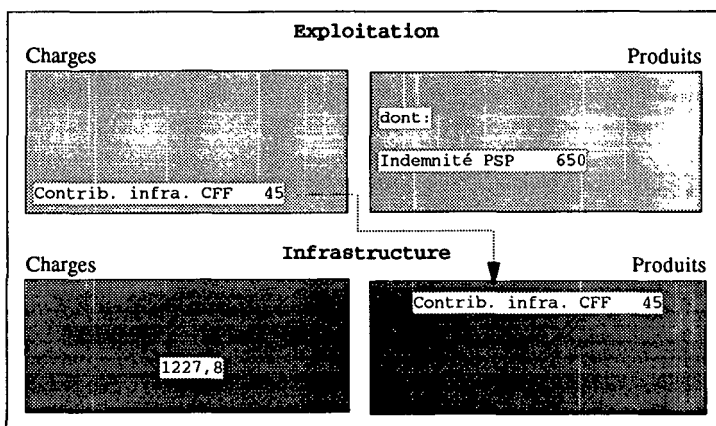 Exploitation
Charges
Produits
dont:
Indemnité PSP 650
Contrib. infra. CFF 45
Infrastructure
Charges
Produits
Contrib. infra. CFF 45
1227,8